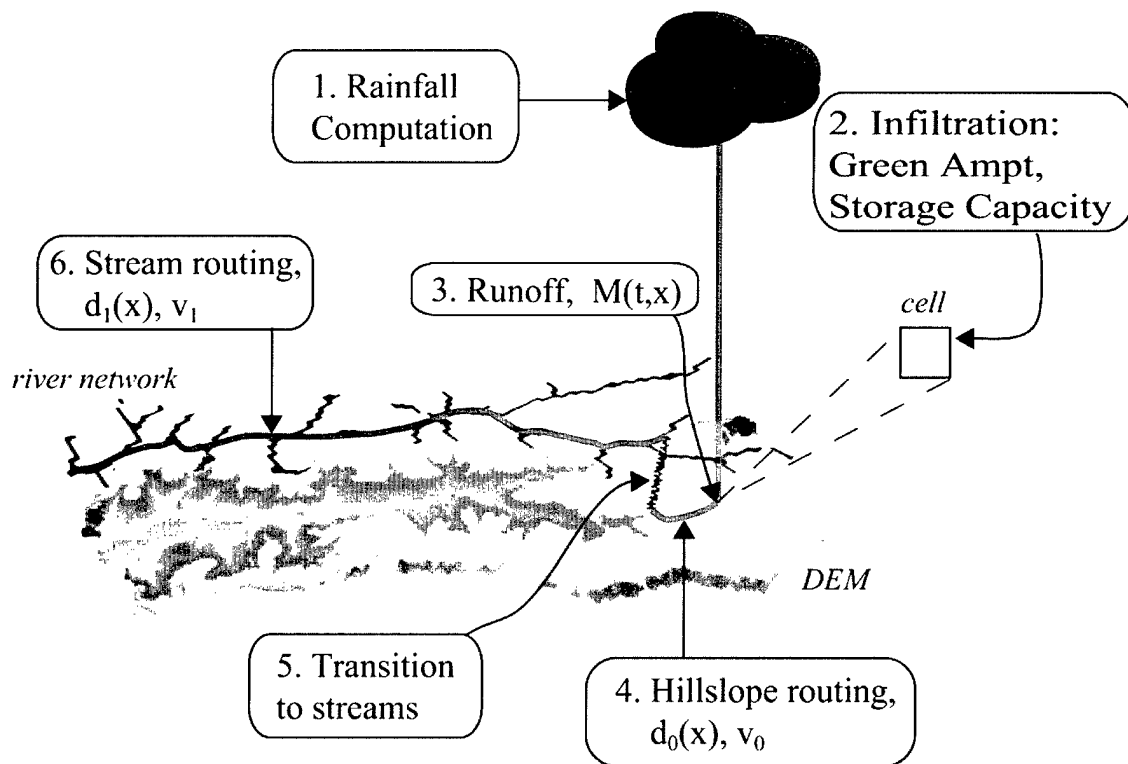 1. Rainfall
Computation
2. Infiltration:
Green Ampt,
Storage Capacity
6. Stream routing,
d₁(x), v₁
3. Runoff, M(t,x)
cell
river network
DEM
5. Transition
to streams
4. Hillslope routing,
d₀(x), v₀